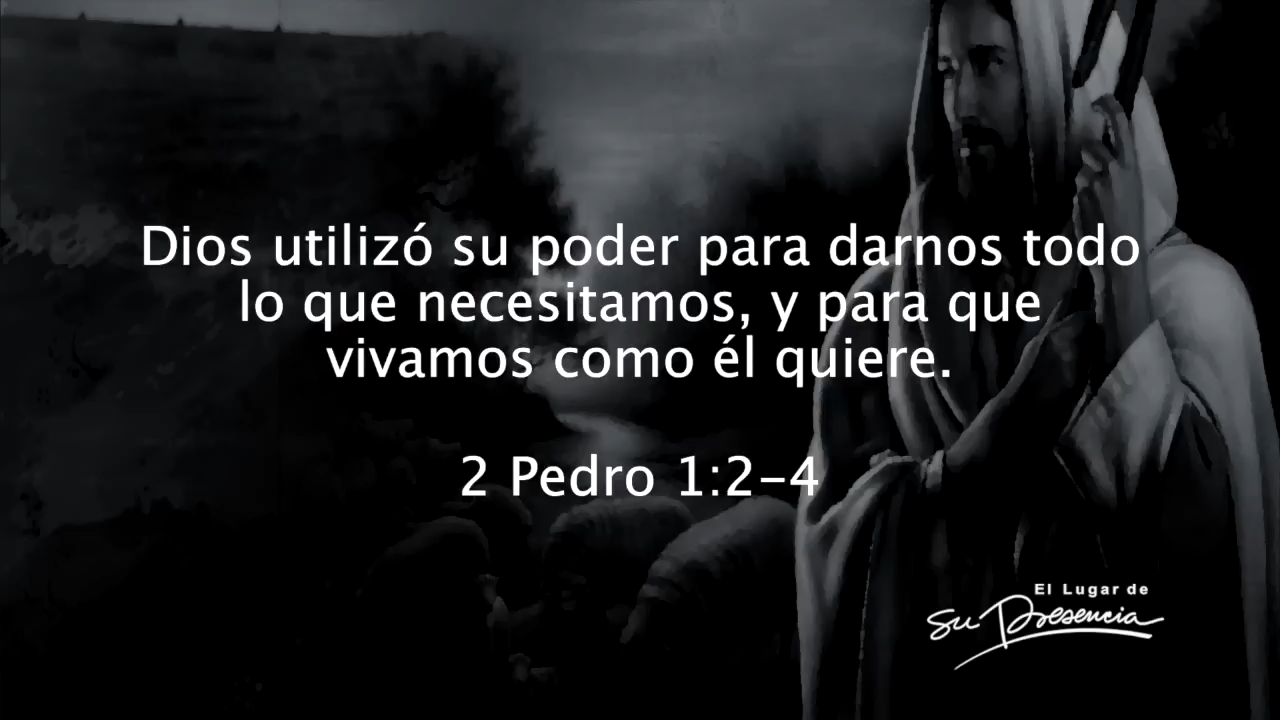 Dios utilizó su poder para darnos todo
lo que necesitamos, y para que
vivamos como él quiere.
2 Pedro 1:2-4
El Lugar de
Su Presencia